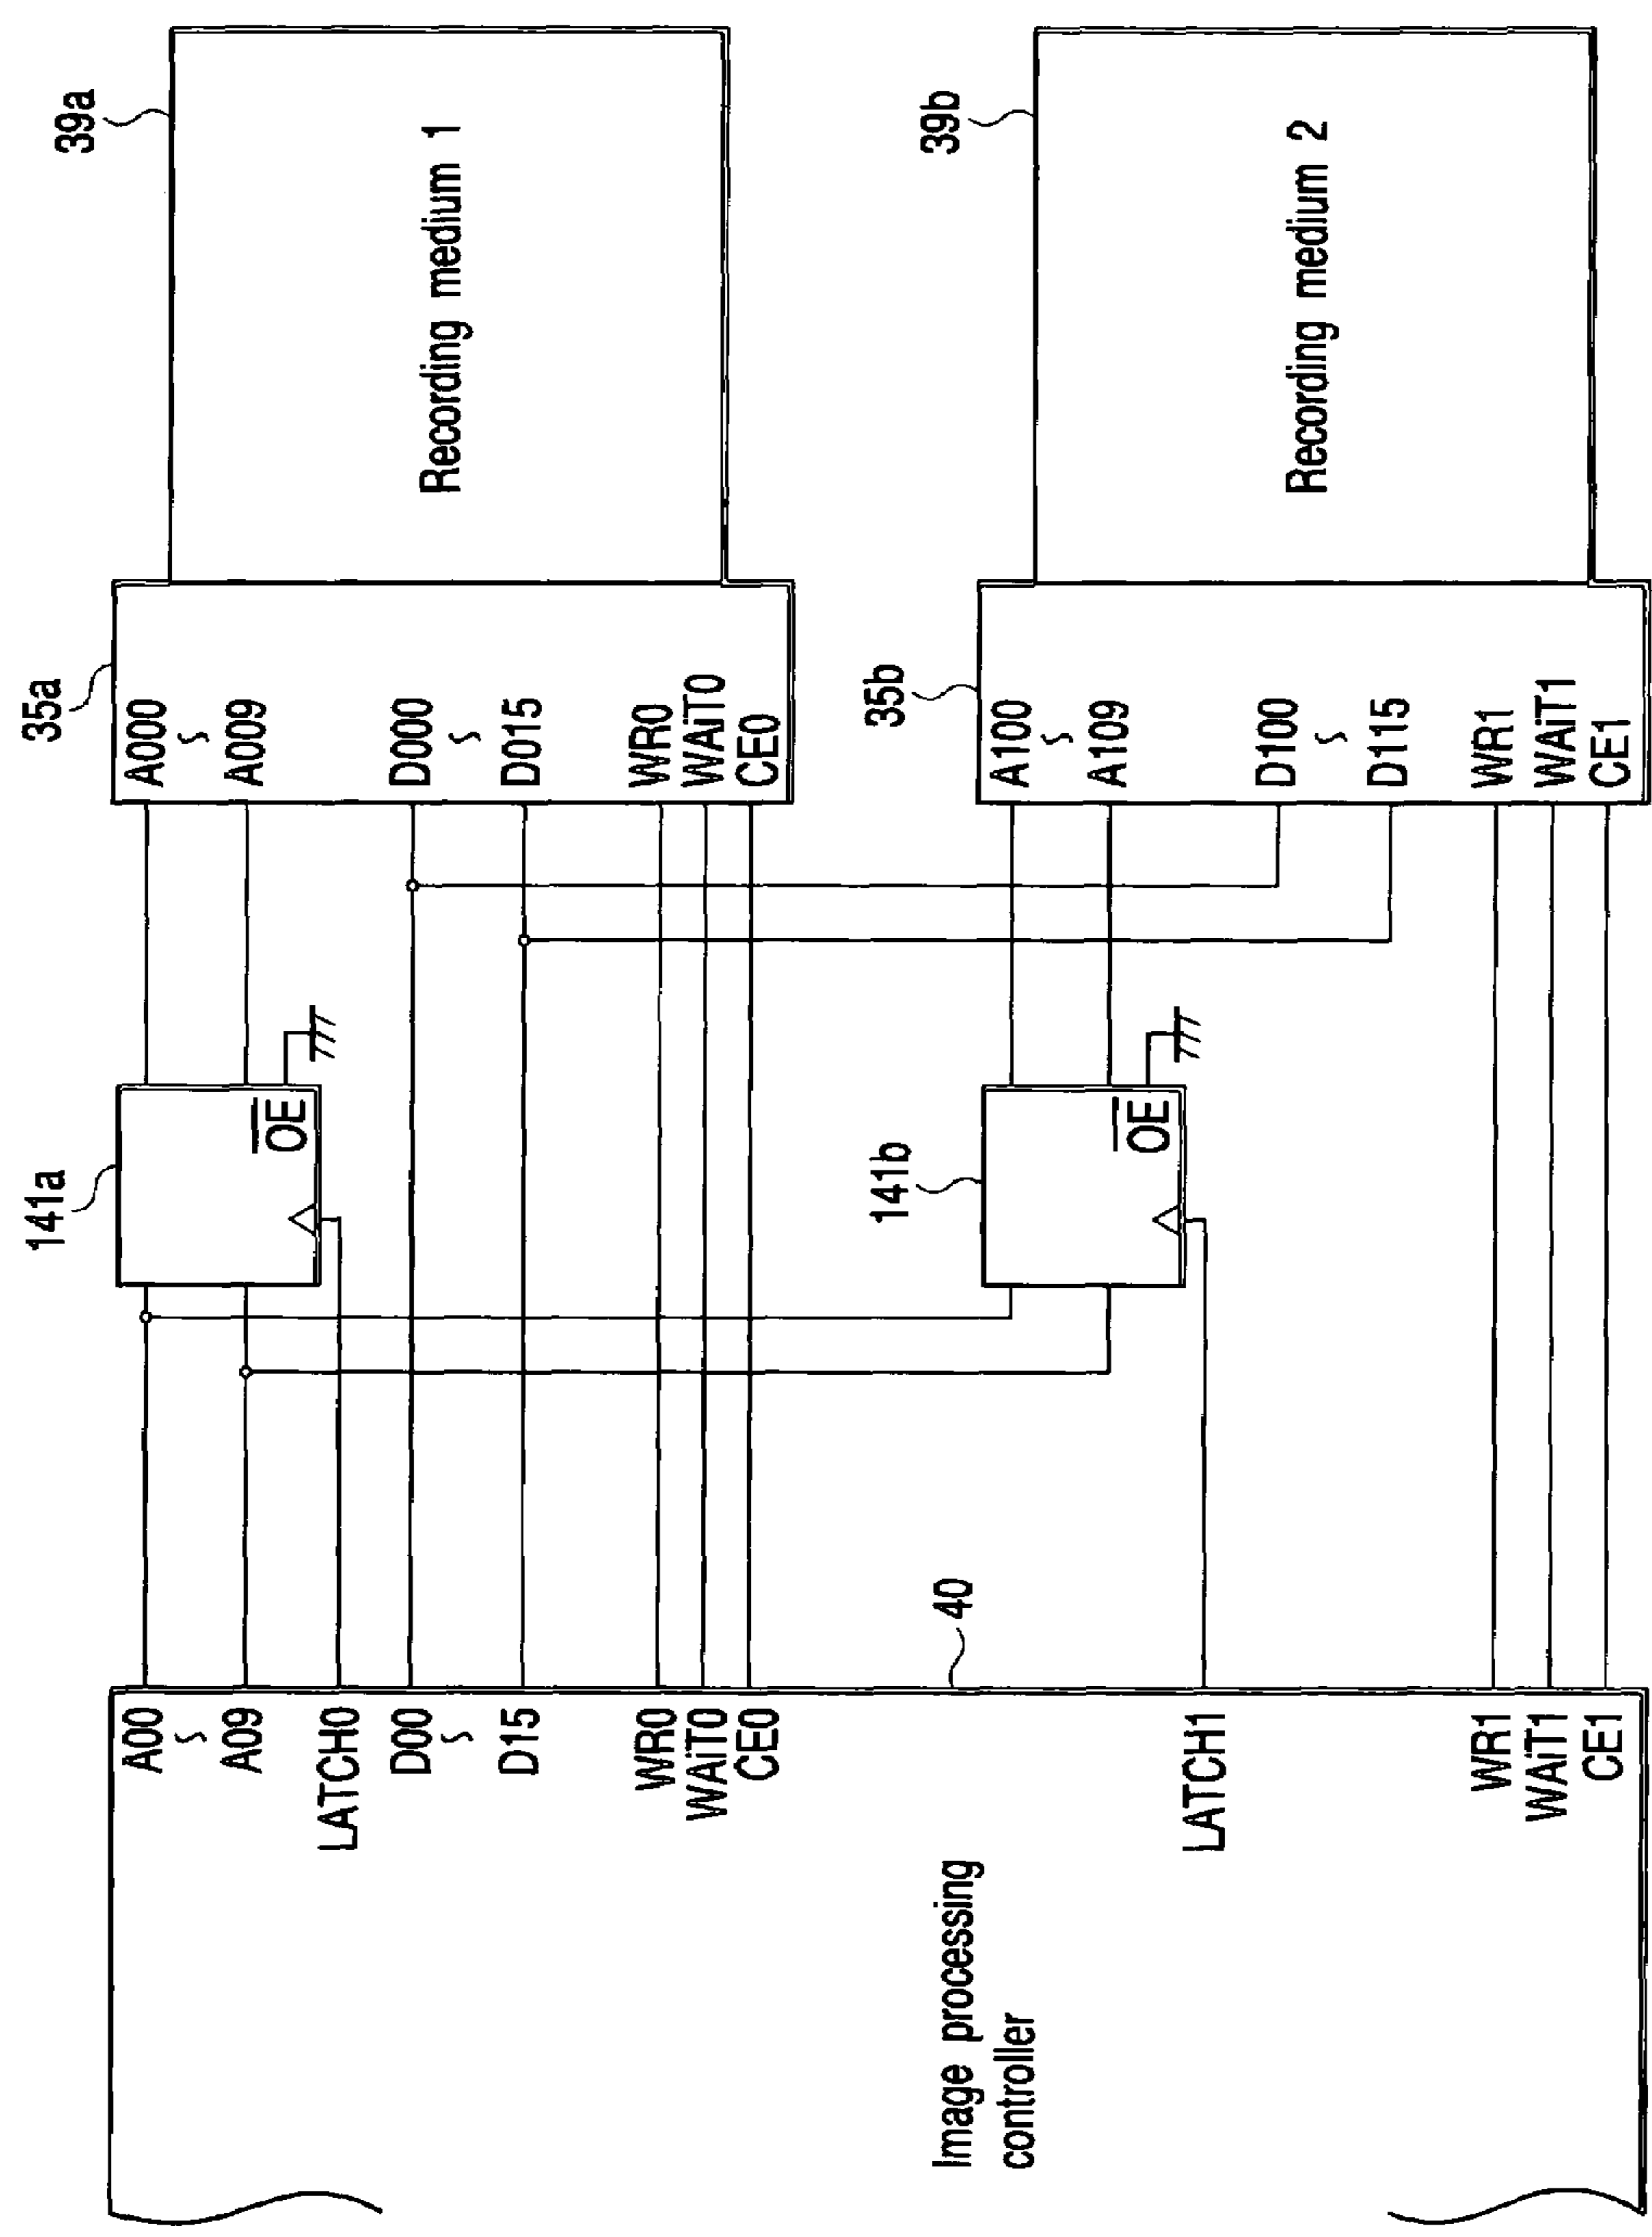 Image processing
controller
40
A00
∽
A09
LATCH0
D00
∽
D15
WR0
WAiT0
CE0
LATCH1
WR1
WAiT1
CE1
141a
OE
141b
OE
35a
A000
∽
A009
D000
∽
D015
WR0
WAiT0
CE0
35b
A100
∽
A109
D100
∽
D115
WR1
WAiT1
CE1
39a
Recording medium 1
39b
Recording medium 2